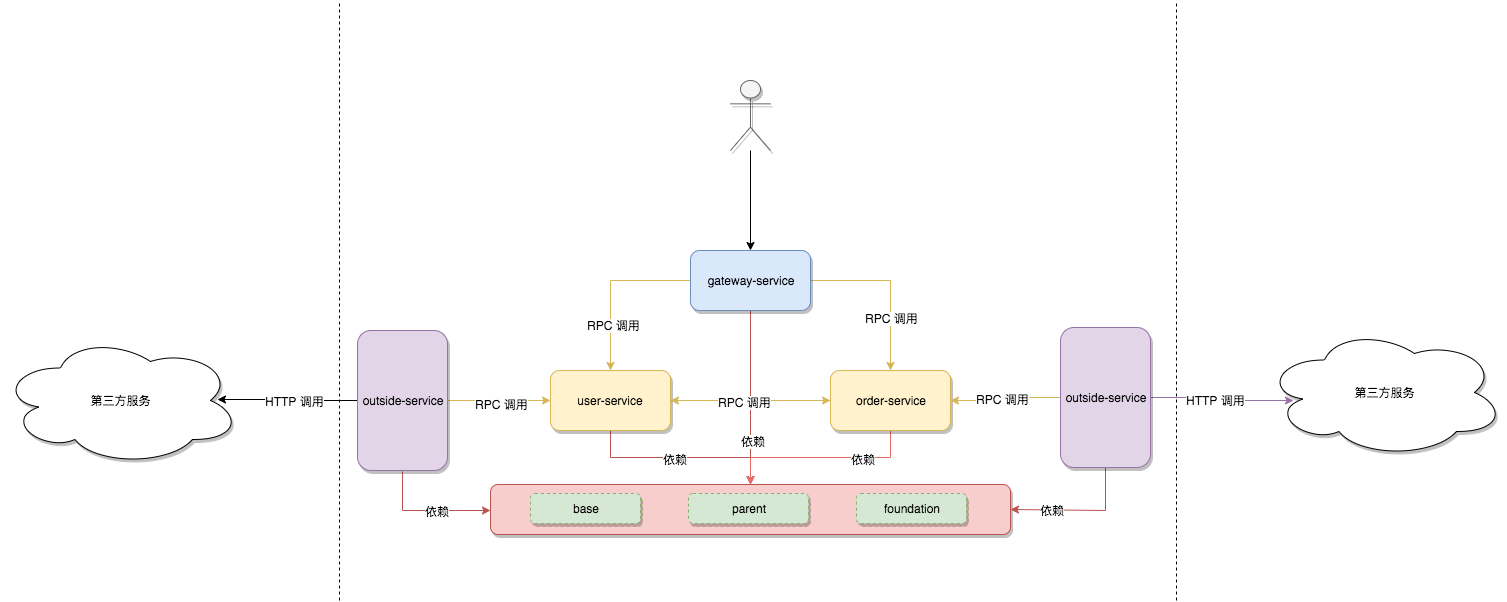 gateway-service
RPC 调用
RPC 调用
第三方服务
HTTP 调用
outside-service
RPC 调用
user-service
RPC 调用
order-service
RPC 调用
outside-service
HTTP 调用
第三方服务
依赖
依赖
依赖
依赖
base
parent
foundation
依赖